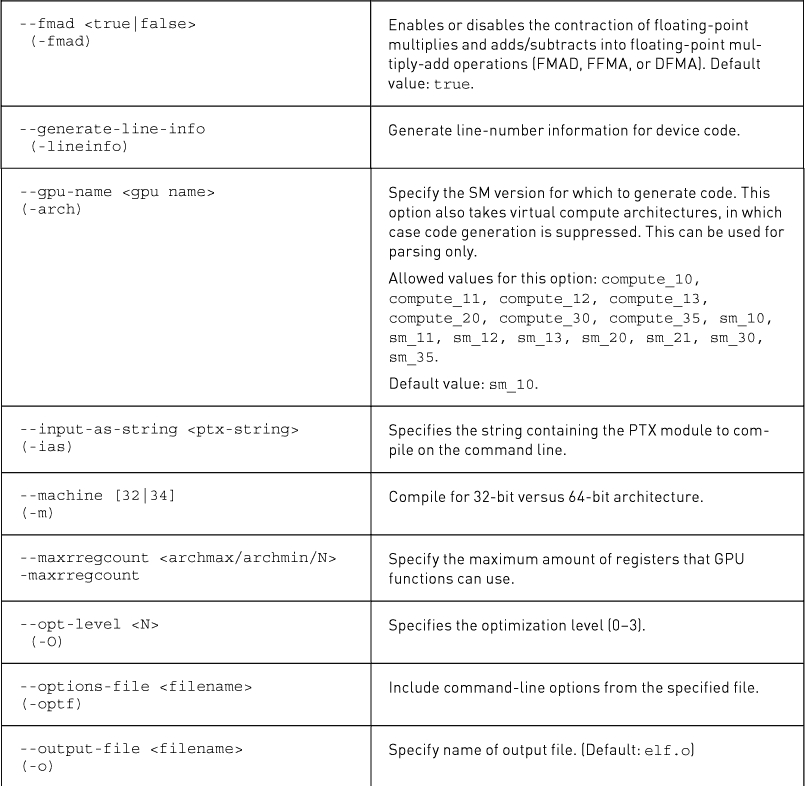 --fmad <true|false>
(-fmad)
Enables or disables the contraction of floating-point
multiplies and adds/subtracts into floating-point mul-
tiply-add operations (FMAD, FFMA, or DFMA). Default
value: true.
--generate-line-info
(-lineinfo)
Generate line-number information for device code.
--gpu-name <gpu name>
(-arch)
Specify the SM version for which to generate code. This
option also takes virtual compute architectures, in which
case code generation is suppressed. This can be used for
parsing only.
Allowed values for this option: compute_10,
compute_11, compute_12, compute_13,
compute_20, compute_30, compute_35, sm_10,
sm_11, sm_12, sm_13, sm_20, sm_21, sm_30,
sm_35.
Default value: sm_10.
--input-as-string <ptx-string>
(-ias)
Specifies the string containing the PTX module to com-
pile on the command line.
--machine [32|34]
(-m)
Compile for 32-bit versus 64-bit architecture.
--maxrregcount <archmax/archmin/N>
-maxrregcount
Specify the maximum amount of registers that GPU
functions can use.
--opt-level <N>
(-O)
Specifies the optimization level (0–3).
--options-file <filename>
(-optf)
Include command-line options from the specified file.
--output-file <filename>
(-o)
Specify name of output file. (Default: elf.o)